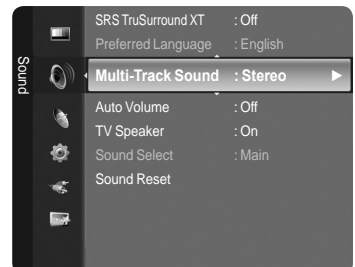 Sound
SRS TruSurround XT : Off
Preferred Language : English
Multi-Track Sound : Stereo
Auto Volume : Off
TV Speaker : On
Sound Select : Main
Sound Reset